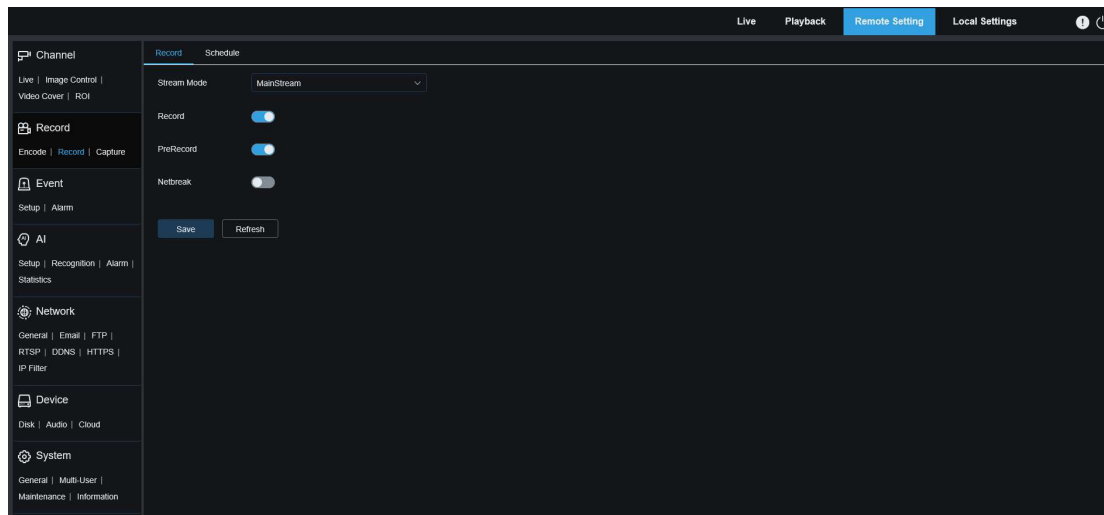 Live Playback Remote Setting Local Settings
Channel
Live | Image Control |
Video Cover | ROI
Record
Encode | Record | Capture
Event
Setup | Alarm
AI
Setup | Recognition | Alarm |
Statistics
Network
General | Email | FTP |
RTSP | DDNS | HTTPS |
IP Filter
Device
Disk | Audio | Cloud
System
General | Multi-User |
Maintenance | Information
Record Schedule
Stream Mode MainStream
Record
PreRecord
Netbreak
Save Refresh